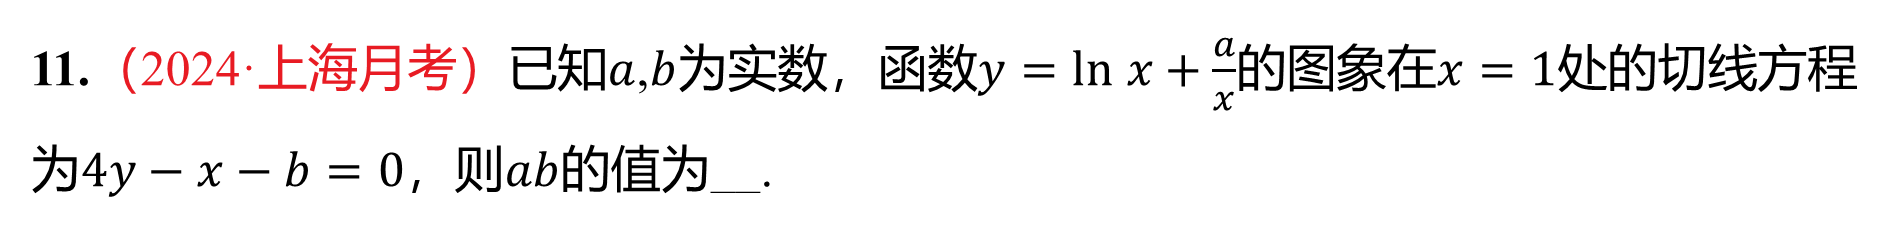 11.（2024·上海月考）已知a,b为实数，函数y = ln x + \frac{a}{x}的图象在x = 1处的切线方程
为4y − x − b = 0，则ab的值为__.